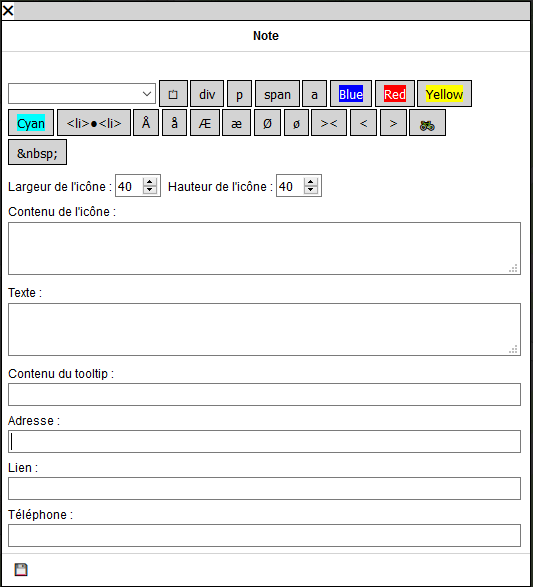 Note
div p span a Blue Red Yellow
Cyan <li>●<li> Å å Æ æ Ø ø >< < >
&nbsp;
Largeur de l'icône : 40 Hauteur de l'icône : 40
Contenu de l'icône :
Texte :
Contenu du tooltip :
Adresse :
Lien :
Téléphone :